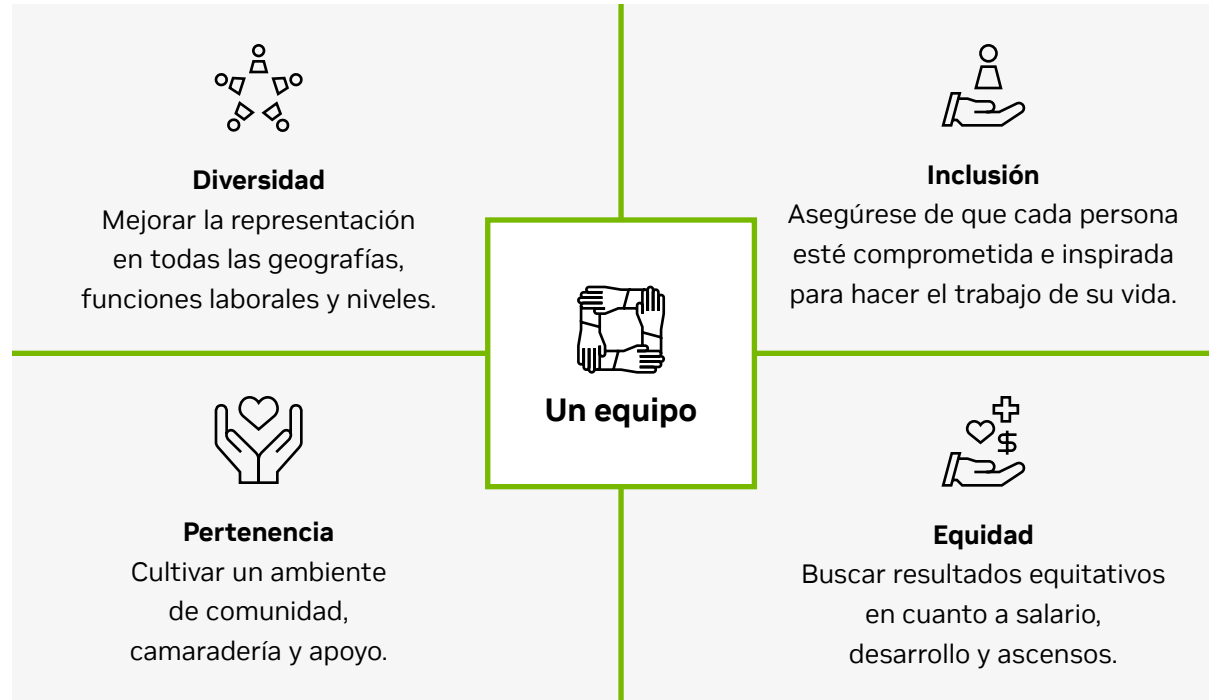 Diversidad
Mejorar la representación
en todas las geografías,
funciones laborales y niveles.
Inclusión
Asegúrese de que cada persona
esté comprometida e inspirada
para hacer el trabajo de su vida.
Un equipo
Pertenencia
Cultivar un ambiente
de comunidad,
camaradería y apoyo.
Equidad
Buscar resultados equitativos
en cuanto a salario,
desarrollo y ascensos.